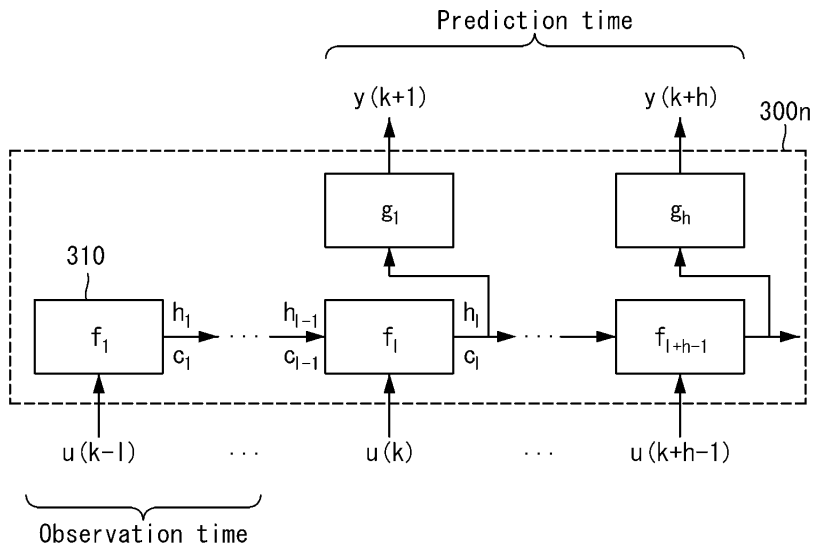 Prediction time
y(k+1) y(k+h)
300n
g₁ gₕ
310
h₁ hₗ₋₁ hₗ
f₁ ··· fₗ ··· fₗ₊ₕ₋₁
c₁ cₗ₋₁ cₗ
u(k-l) ··· u(k) ··· u(k+h-1)
Observation time